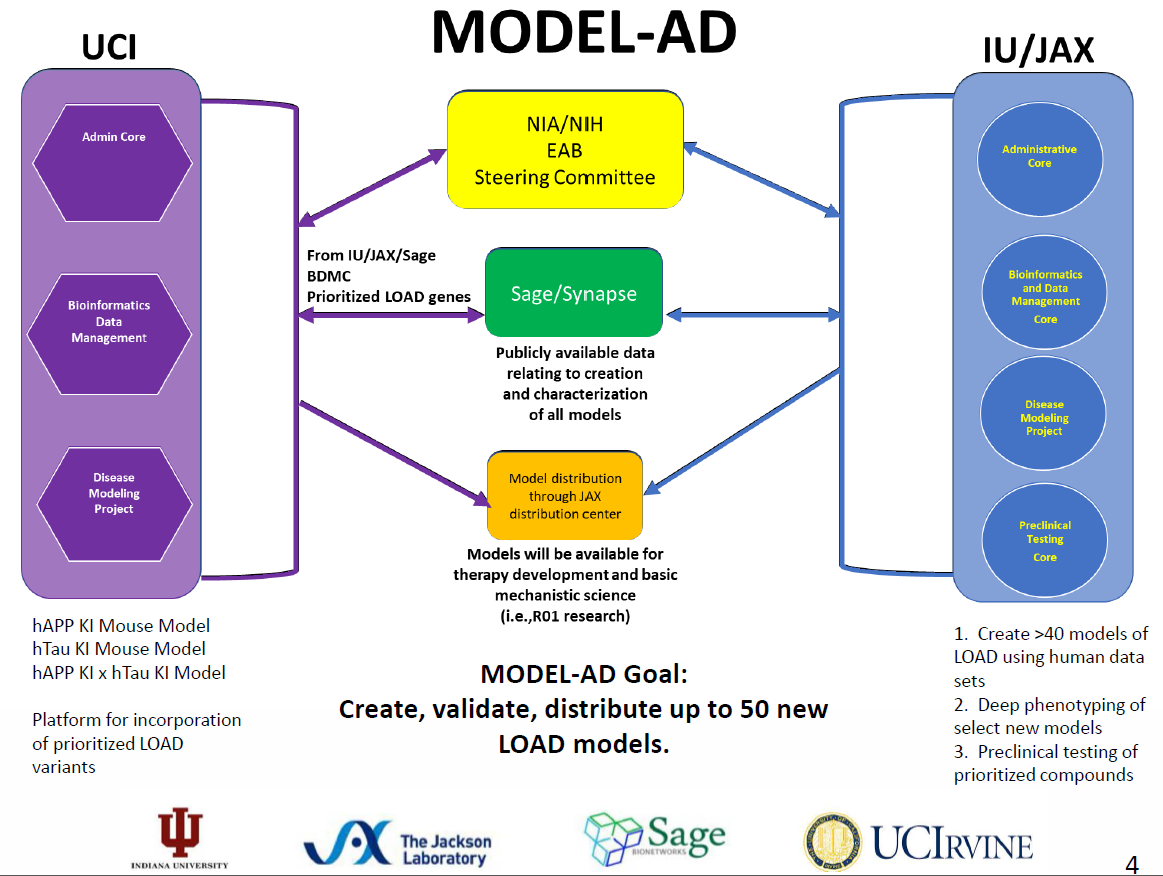 MODEL-AD
UCI
IU/JAX
Admin Core
Bioinformatics
Data
Management
Disease
Modeling
Project
hAPP KI Mouse Model
hTau KI Mouse Model
hAPP KI x hTau KI Model
Platform for incorporation
of prioritized LOAD
variants
NIA/NIH
EAB
Steering Committee
From IU/JAX/Sage
BDMC
Prioritized LOAD genes
Sage/Synapse
Publicly available data
relating to creation
and characterization
of all models
Model distribution
through JAX
distribution center
Models will be available for
therapy development and basic
mechanistic science
(i.e.,R01 research)
MODEL-AD Goal:
Create, validate, distribute up to 50 new
LOAD models.
Administrative
Core
Bioinformatics
and Data
Management
Core
Disease
Modeling
Project
Preclinical
Testing
Core
1. Create >40 models of
LOAD using human data
sets
2. Deep phenotyping of
select new models
3. Preclinical testing of
prioritized compounds
INDIANA UNIVERSITY
The Jackson
Laboratory
Sage
BIONETWORKS
UCIRVINE
4